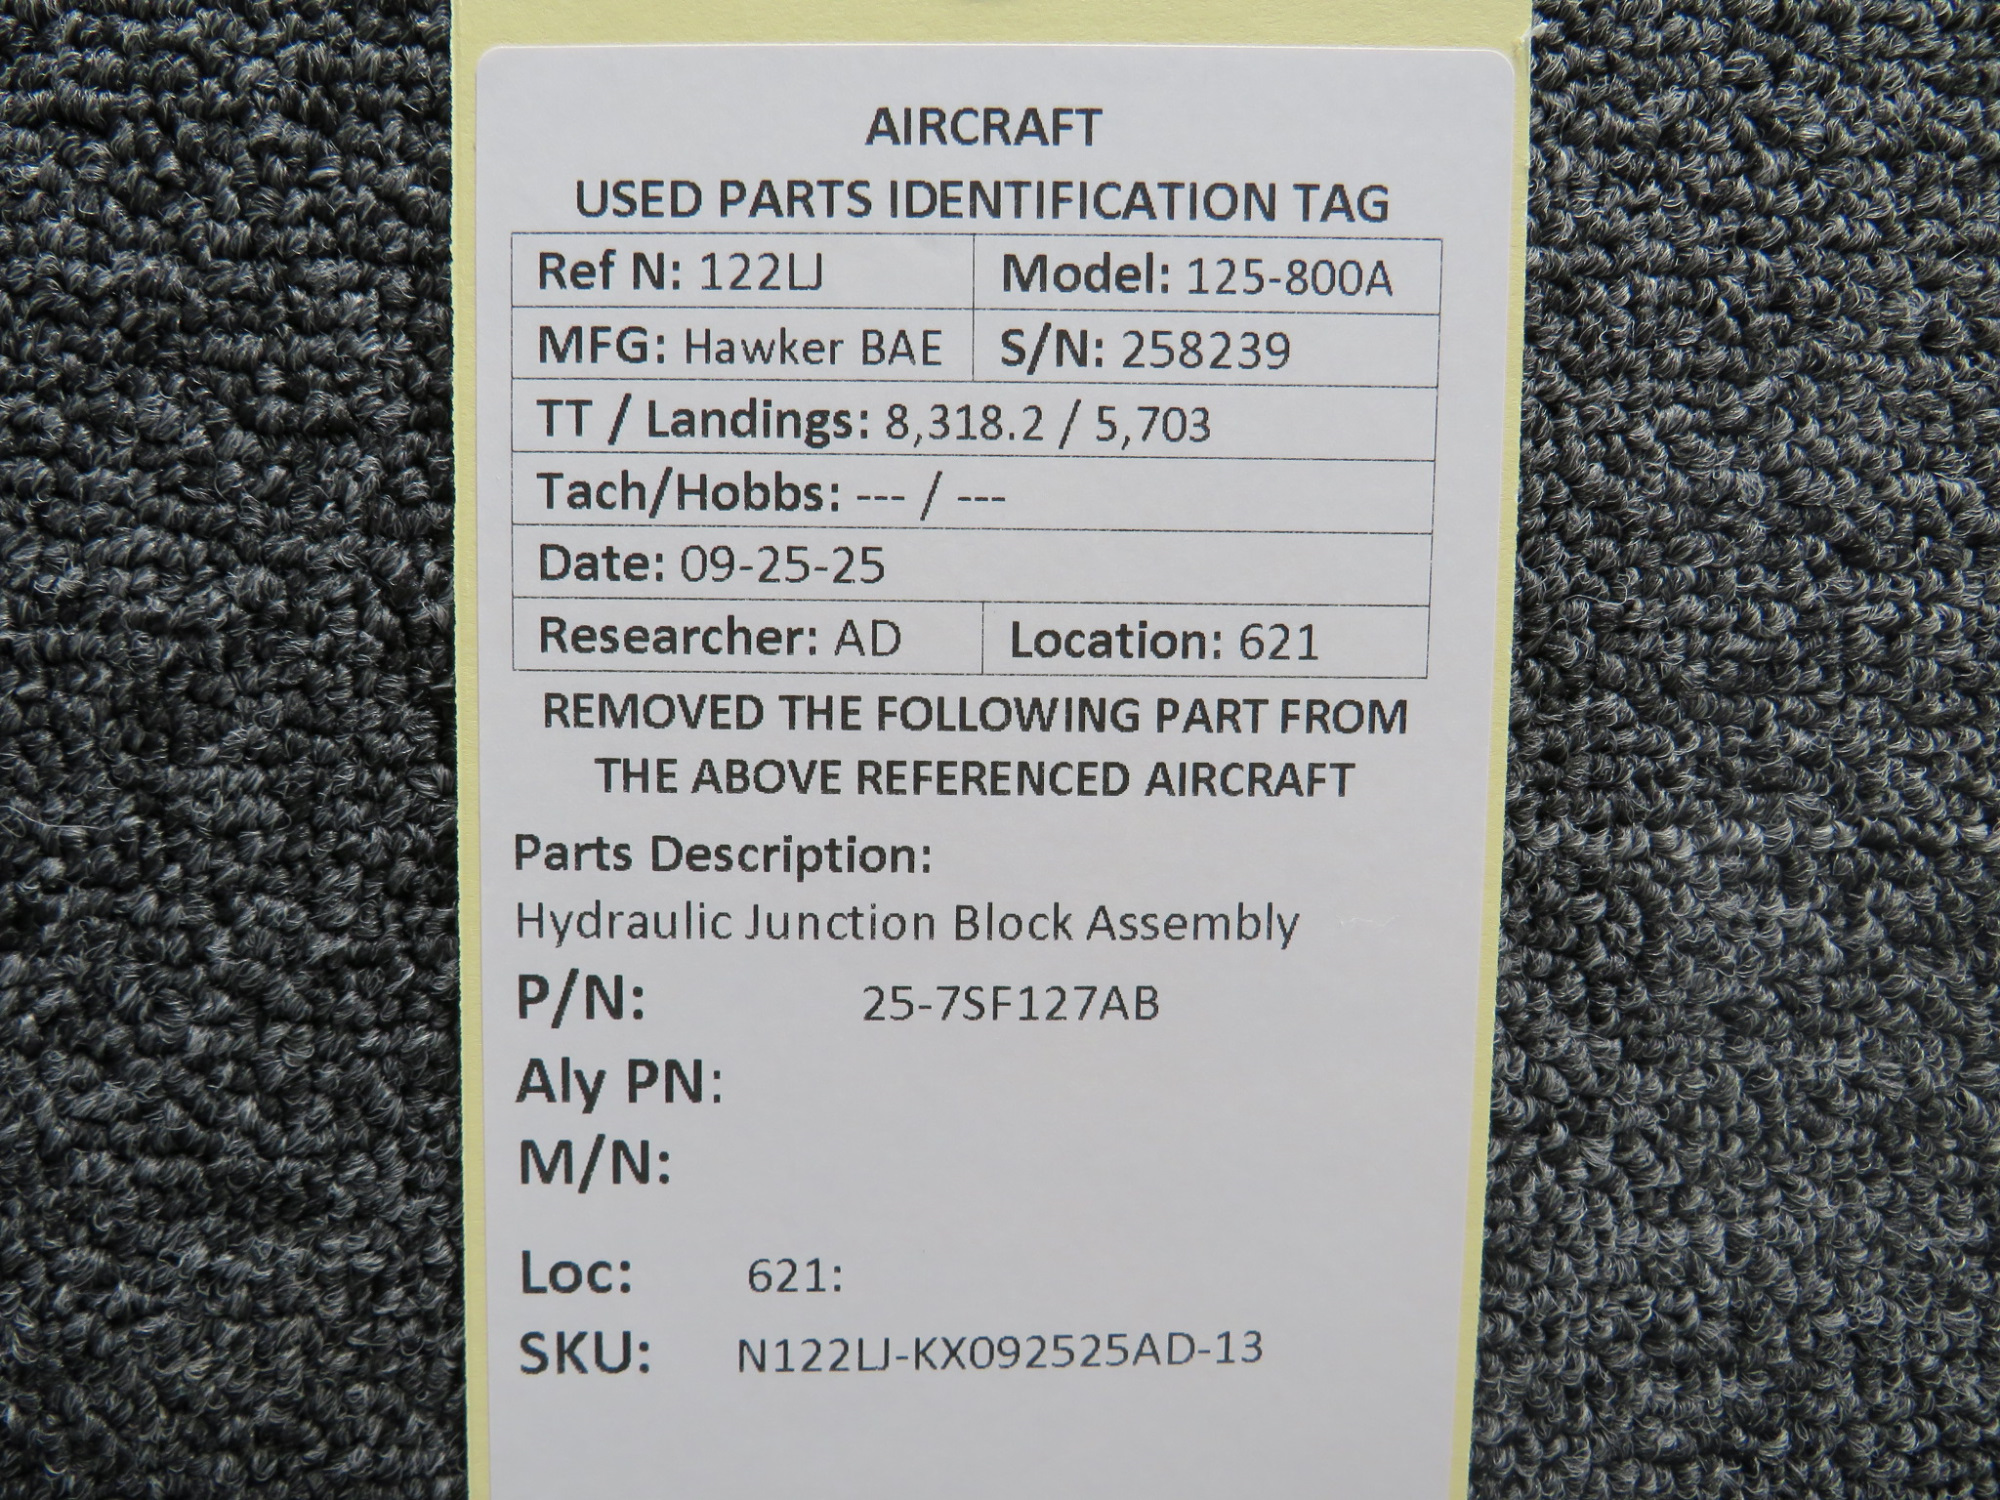 AIRCRAFT
USED PARTS IDENTIFICATION TAG
Ref N: 122LJ Model: 125-800A
MFG: Hawker BAE S/N: 258239
TT / Landings: 8,318.2 / 5,703
Tach/Hobbs: --- / ---
Date: 09-25-25
Researcher: AD Location: 621
REMOVED THE FOLLOWING PART FROM
THE ABOVE REFERENCED AIRCRAFT
Parts Description:
Hydraulic Junction Block Assembly
P/N: 25-7SF127AB
Aly PN:
M/N:
Loc: 621:
SKU: N122LJ-KX092525AD-13